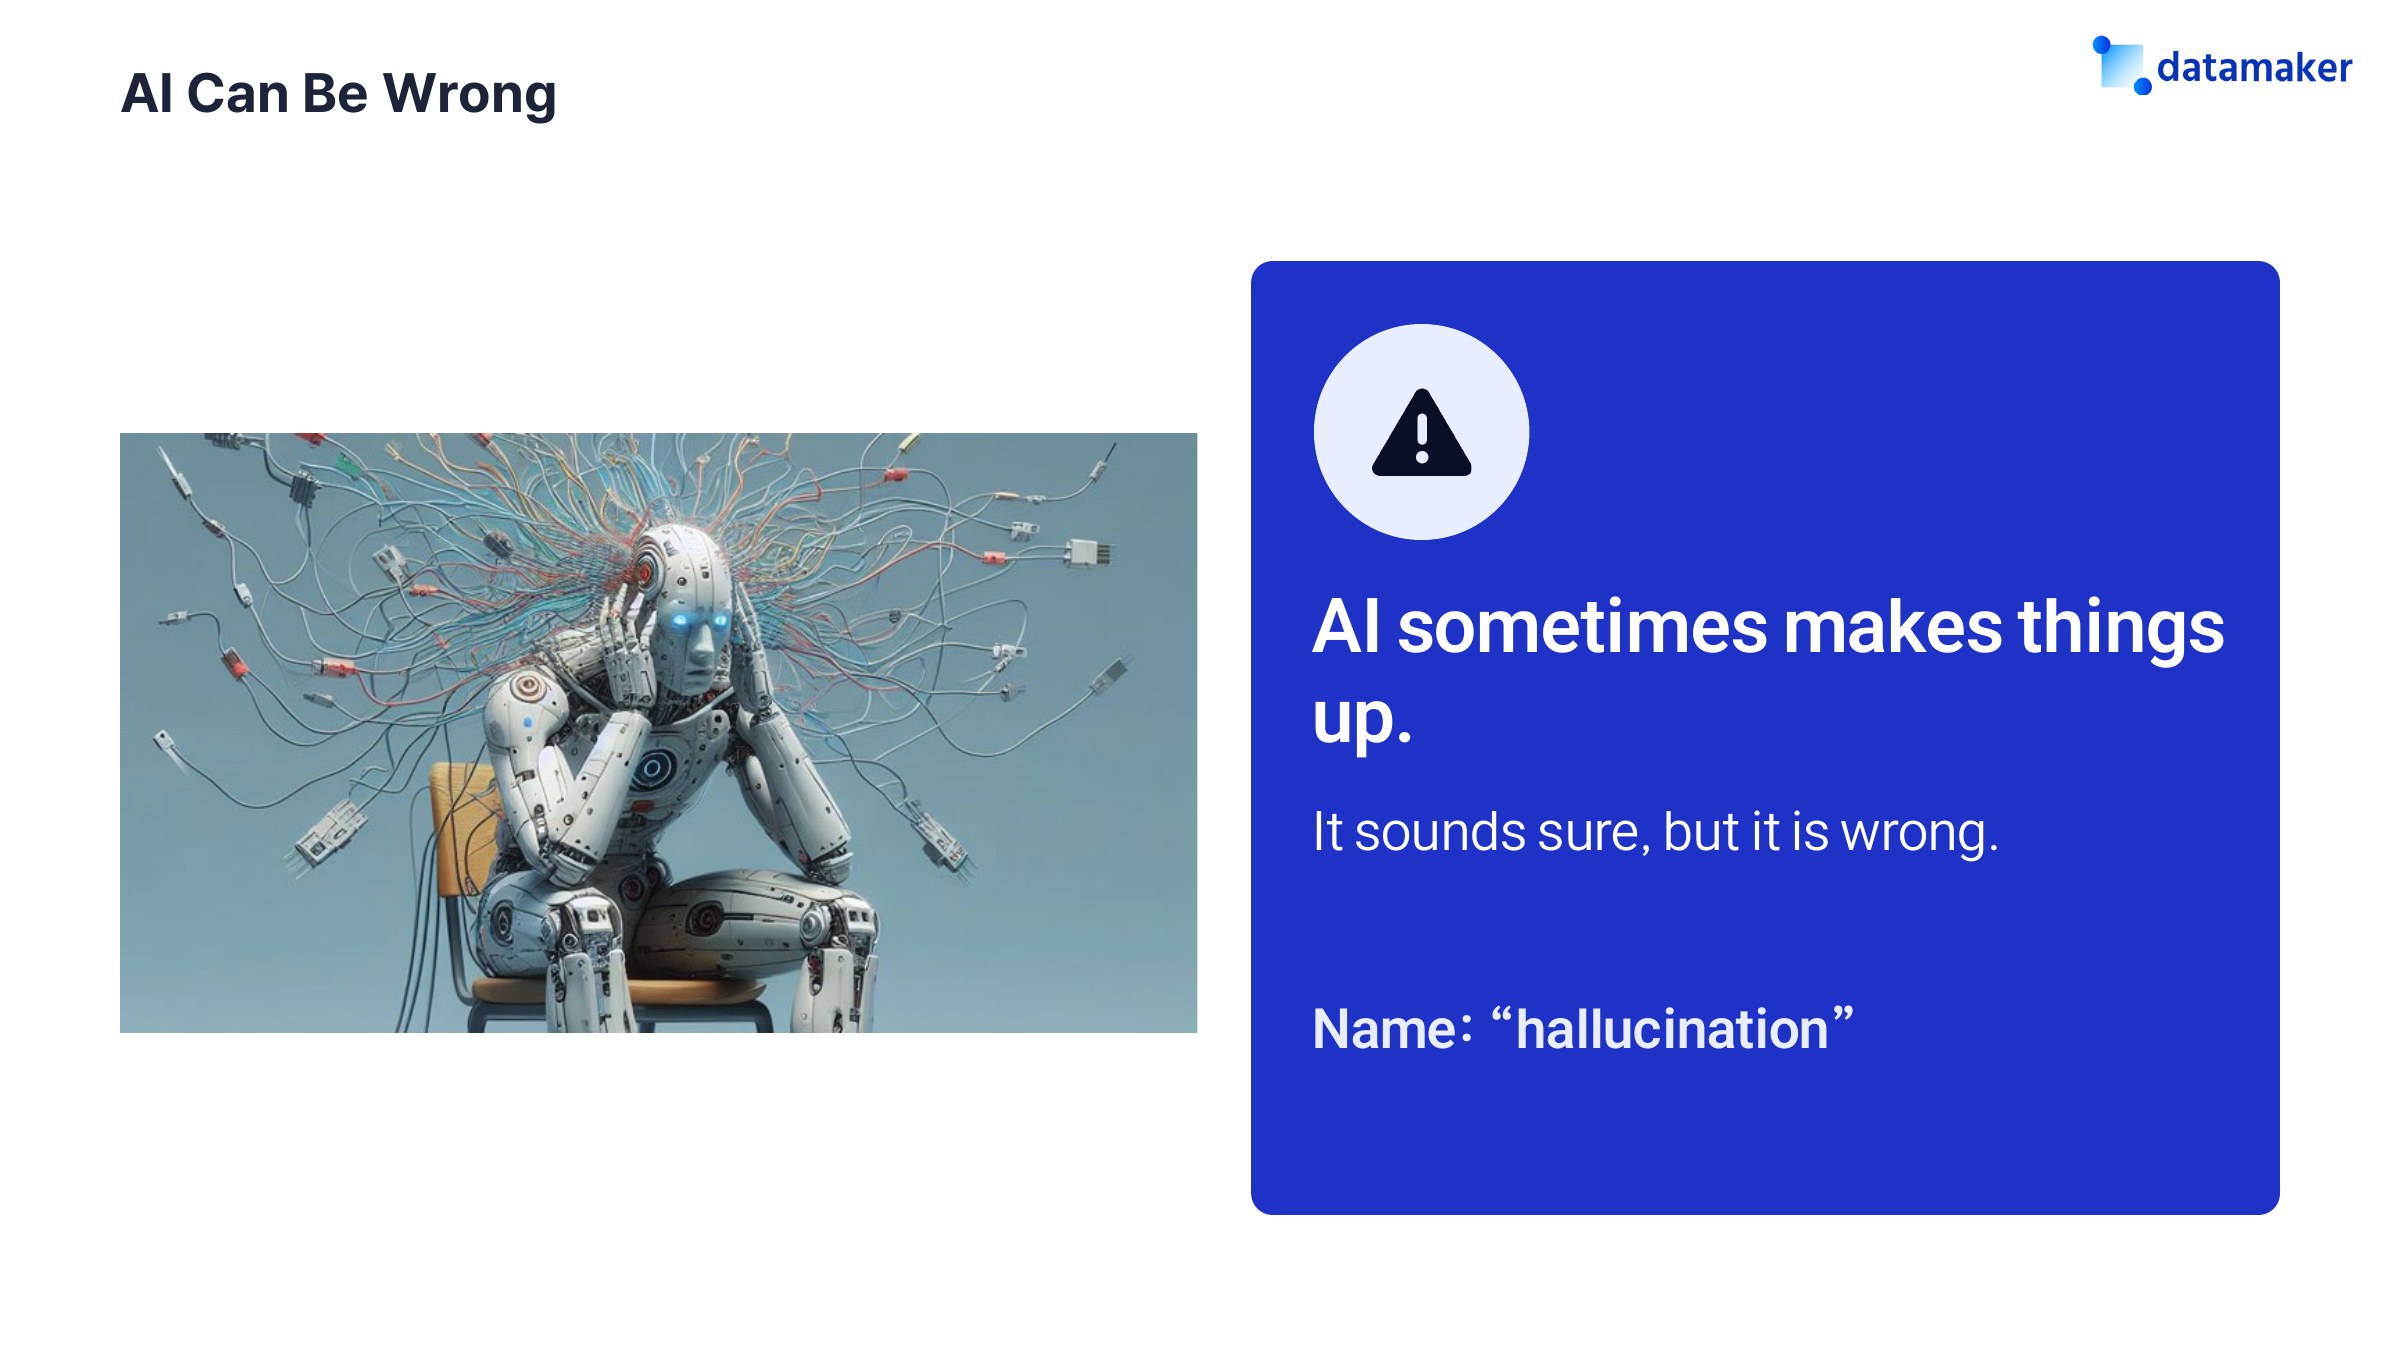 AI Can Be Wrong
datamaker
AI sometimes makes things
up.
It sounds sure, but it is wrong.
Name: “hallucination”